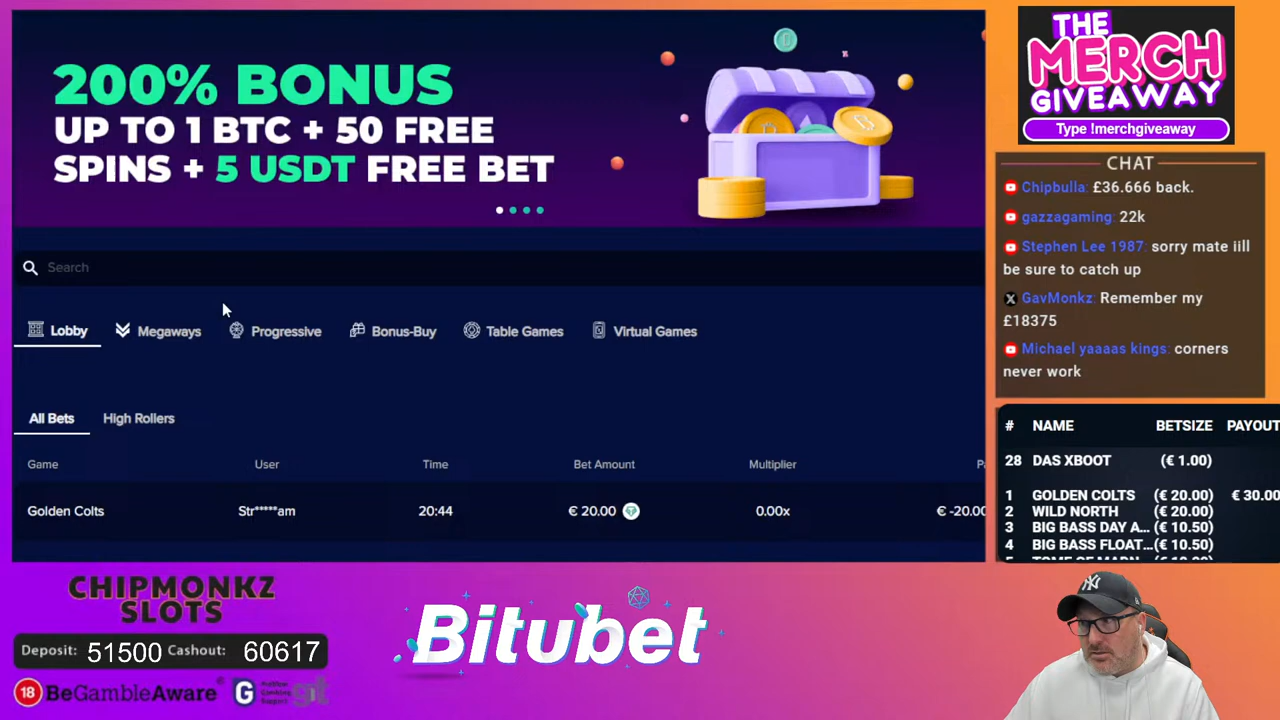 200% BONUS
UP TO 1 BTC + 50 FREE
SPINS + 5 USDT FREE BET
Search
Lobby
Megaways
Progressive
Bonus-Buy
Table Games
Virtual Games
All Bets
High Rollers
Game User Time Bet Amount Multiplier
Golden Colts Str*****am 20:44 € 20.00 0.00x € -20.00
THE
MERCH
GIVEAWAY
Type !merchgiveaway
CHAT
Chipbulla: £36.666 back.
gazzagaming: 22k
Stephen Lee 1987: sorry mate iill
be sure to catch up
GavMonkz: Remember my
£18375
Michael yaaaas kings: corners
never work
# NAME BETSIZE PAYOUT
28 DAS XBOOT (€ 1.00)
1 GOLDEN COLTS (€ 20.00) € 30.00
2 WILD NORTH (€ 20.00)
3 BIG BASS DAY A... (€ 10.50)
4 BIG BASS FLOAT... (€ 10.50)
CHIPMONKZ
SLOTS
Deposit: 51500 Cashout: 60617
18 BeGambleAware
Bitubet